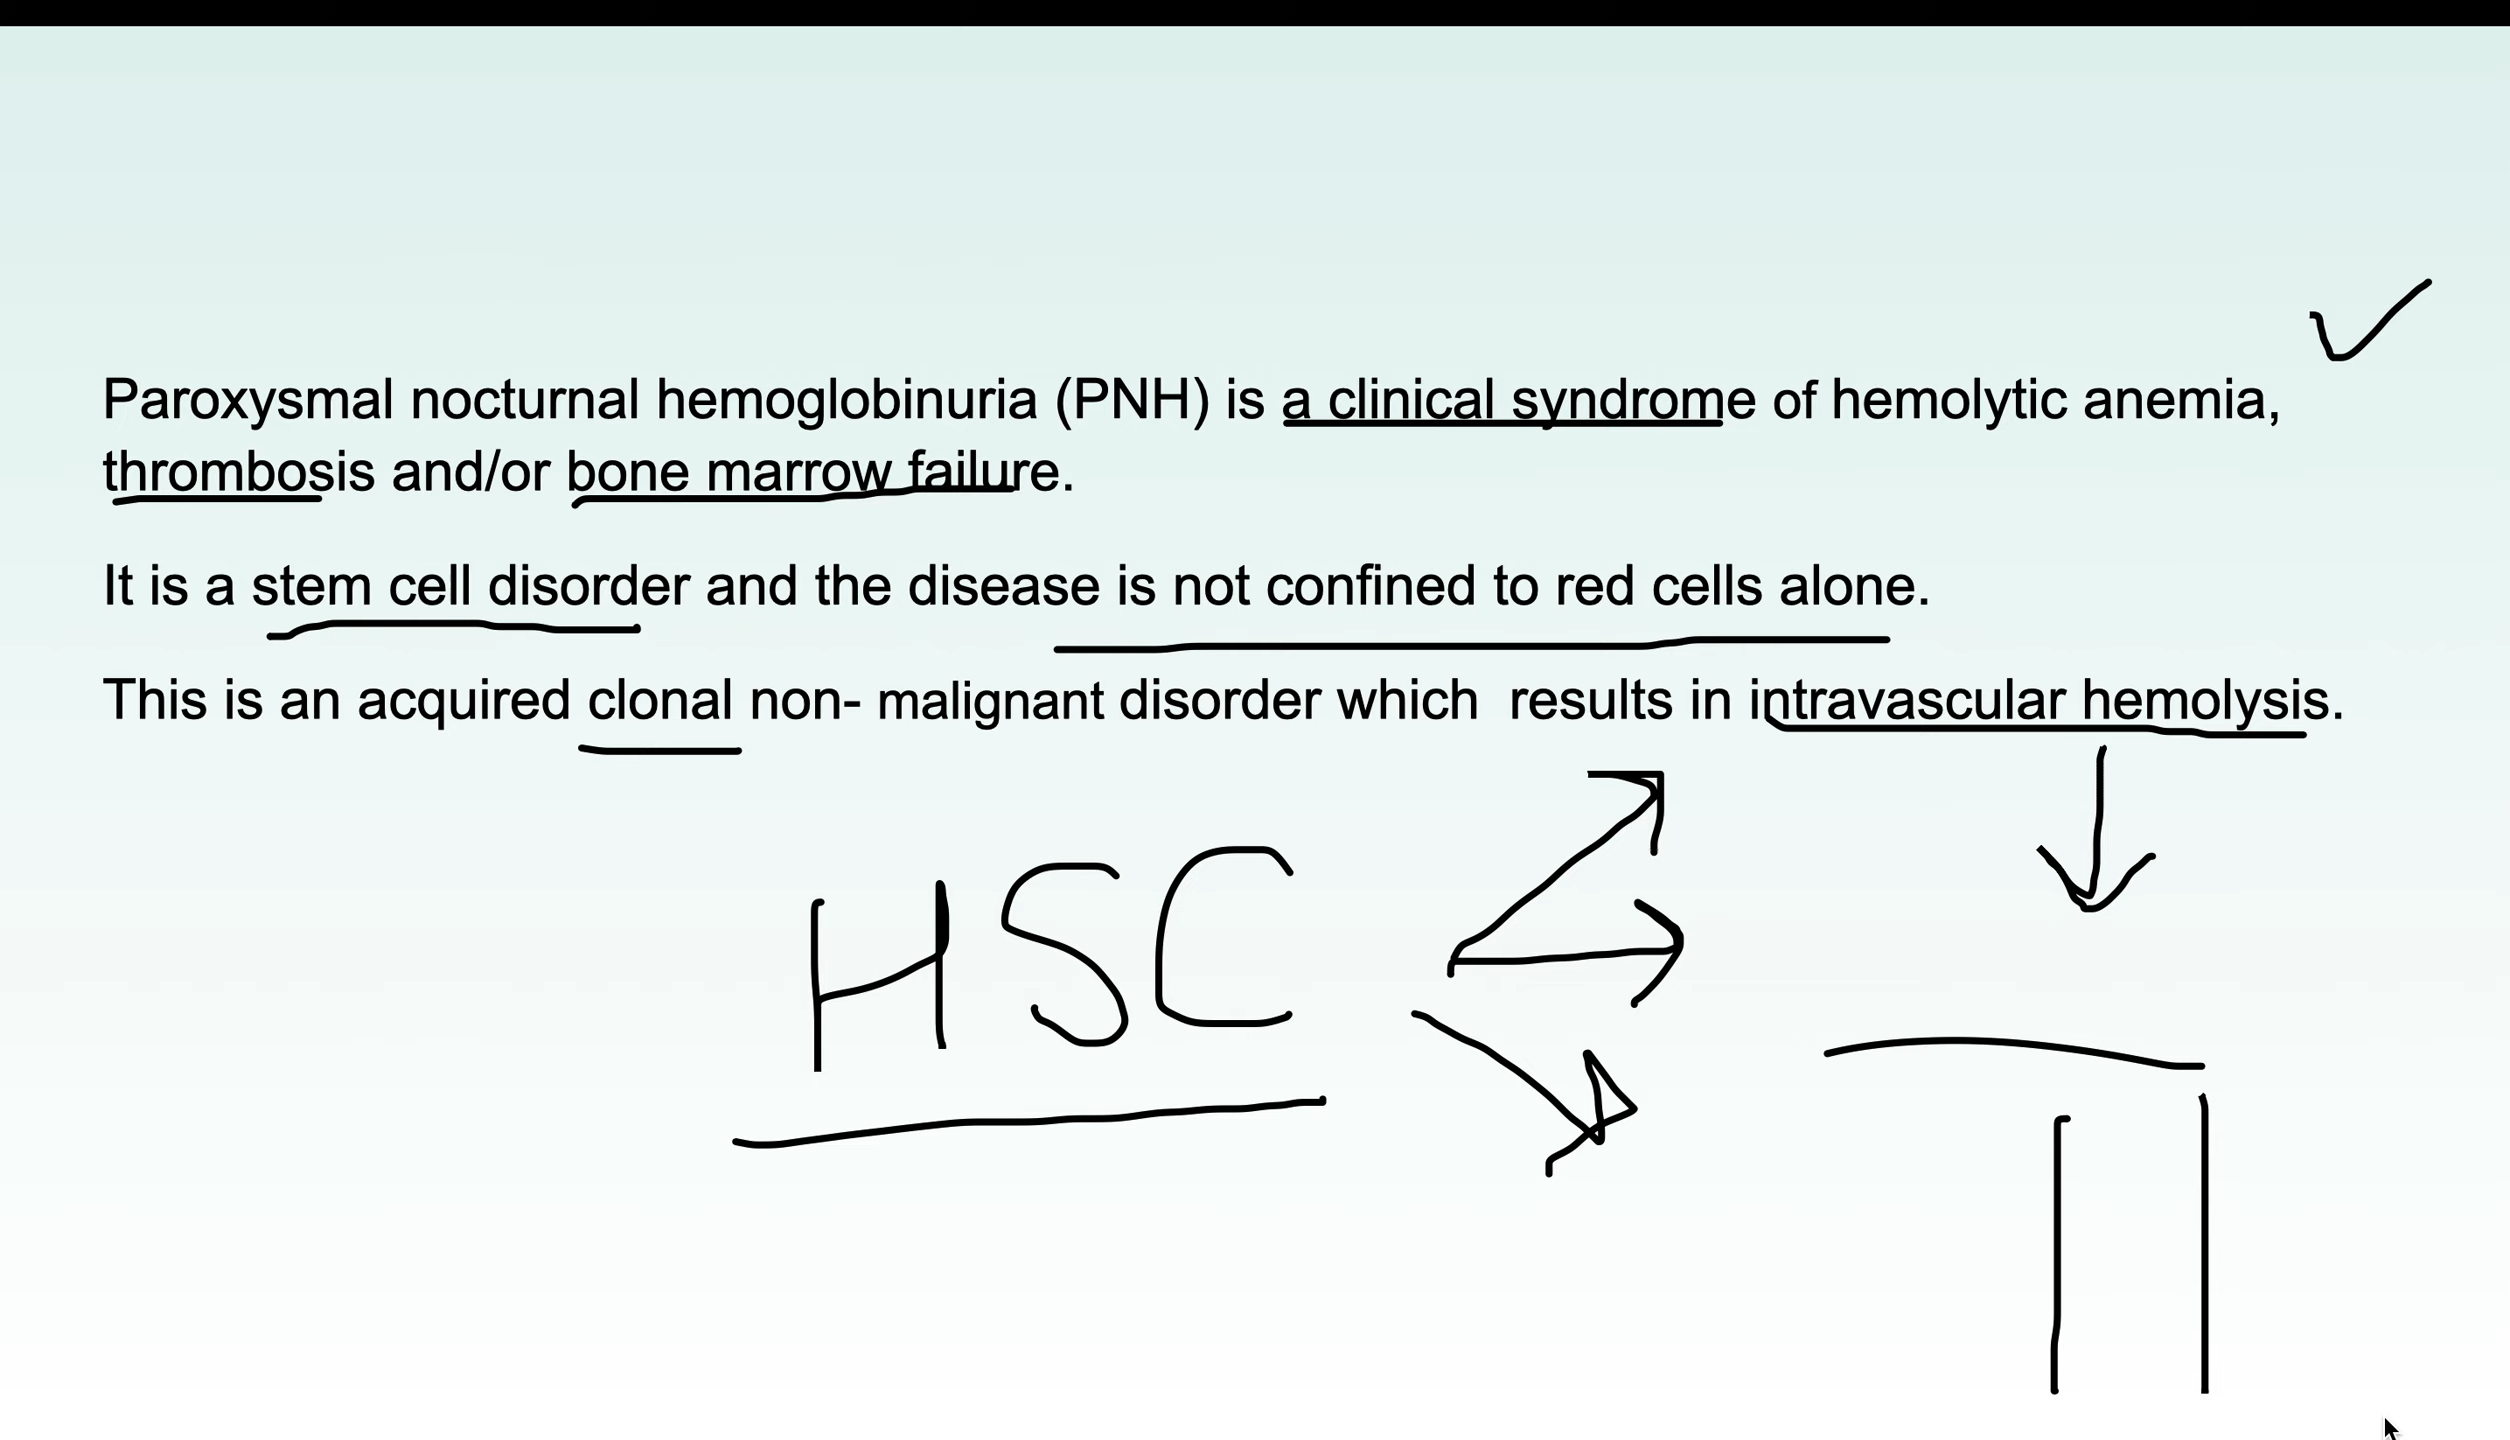 Paroxysmal nocturnal hemoglobinuria (PNH) is a clinical syndrome of hemolytic anemia,
thrombosis and/or bone marrow failure.
It is a stem cell disorder and the disease is not confined to red cells alone.
This is an acquired clonal non- malignant disorder which results in intravascular hemolysis.
HSC